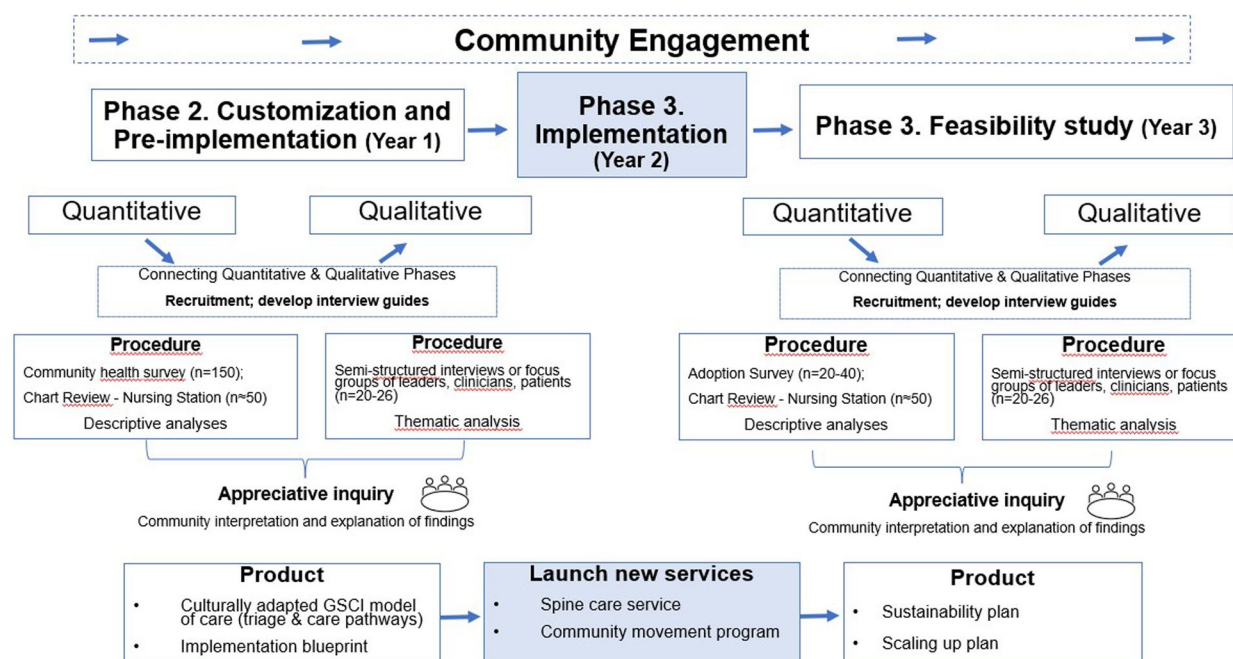 Community Engagement
Phase 2. Customization and
Pre-implementation (Year 1)
Phase 3.
Implementation
(Year 2)
Phase 3. Feasibility study (Year 3)
Quantitative
Qualitative
Connecting Quantitative & Qualitative Phases
Recruitment; develop interview guides
Procedure
Community health survey (n=150);
Chart Review - Nursing Station (n≈50)
Descriptive analyses
Procedure
Semi-structured interviews or focus
groups of leaders, clinicians, patients
(n=20-26)
Thematic analysis
Appreciative inquiry
Community interpretation and explanation of findings
Quantitative
Qualitative
Connecting Quantitative & Qualitative Phases
Recruitment; develop interview guides
Procedure
Adoption Survey (n=20-40);
Chart Review - Nursing Station (n≈50)
Descriptive analyses
Procedure
Semi-structured interviews or focus
groups of leaders, clinicians, patients
(n=20-26)
Thematic analysis
Appreciative inquiry
Community interpretation and explanation of findings
Product
• Culturally adapted GSCI model
of care (triage & care pathways)
• Implementation blueprint
Launch new services
• Spine care service
• Community movement program
Product
• Sustainability plan
• Scaling up plan